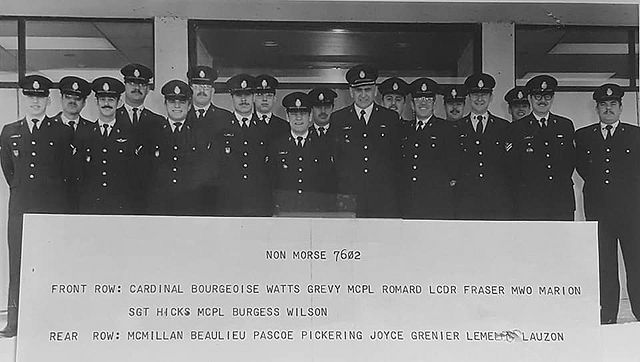 NON MORSE 7602
FRONT ROW: CARDINAL BOURGEOISE WATTS GREVY MCPL ROMARD LCDR FRASER MWO MARION
SGT HICKS MCPL BURGESS WILSON
REAR ROW: MCMILLAN BEAULIEU PASCOE PICKERING JOYCE GRENIER LAUZON